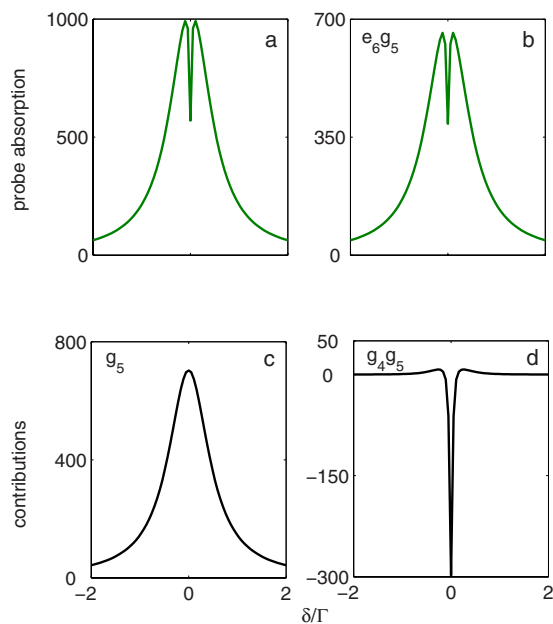 1000
500
0
probe absorption
a
700
350
0
e₆g₅
b
800
400
0
contributions
g₅
c
−2
0
2
50
0
−150
−300
g₄g₅
d
−2
0
2
δ/Γ